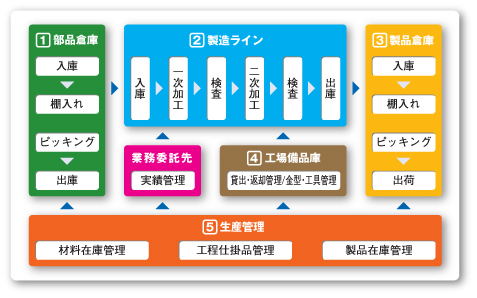 1 部品倉庫
入庫
棚入れ
ピッキング
出庫
2 製造ライン
入庫
一次加工
検査
二次加工
検査
出庫
3 製品倉庫
入庫
棚入れ
ピッキング
出荷
業務委託先
実績管理
4 工場備品庫
貸出・返却管理/金型・工具管理
5 生産管理
材料在庫管理
工程仕掛品管理
製品在庫管理